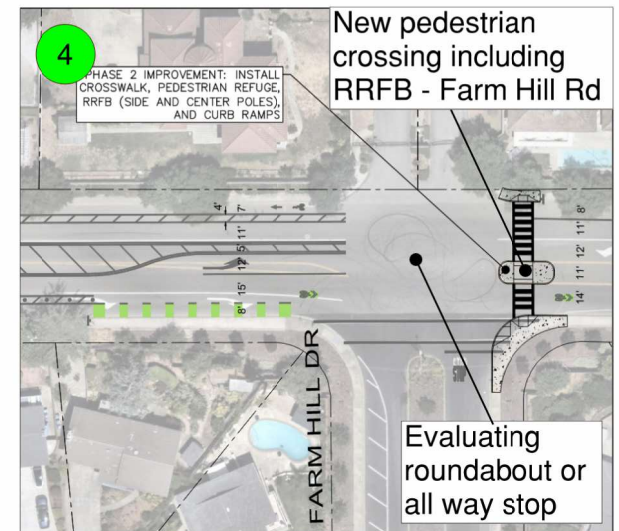 4
PHASE 2 IMPROVEMENT: INSTALL
CROSSWALK, PEDESTRIAN REFUGE,
RRFB (SIDE AND CENTER POLES),
AND CURB RAMPS
New pedestrian
crossing including
RRFB - Farm Hill Rd
4'
7'
11'
5'
12'
15'
8'
8'
11'
12'
11'
14'
FARM HILL DR
Evaluating
roundabout or
all way stop